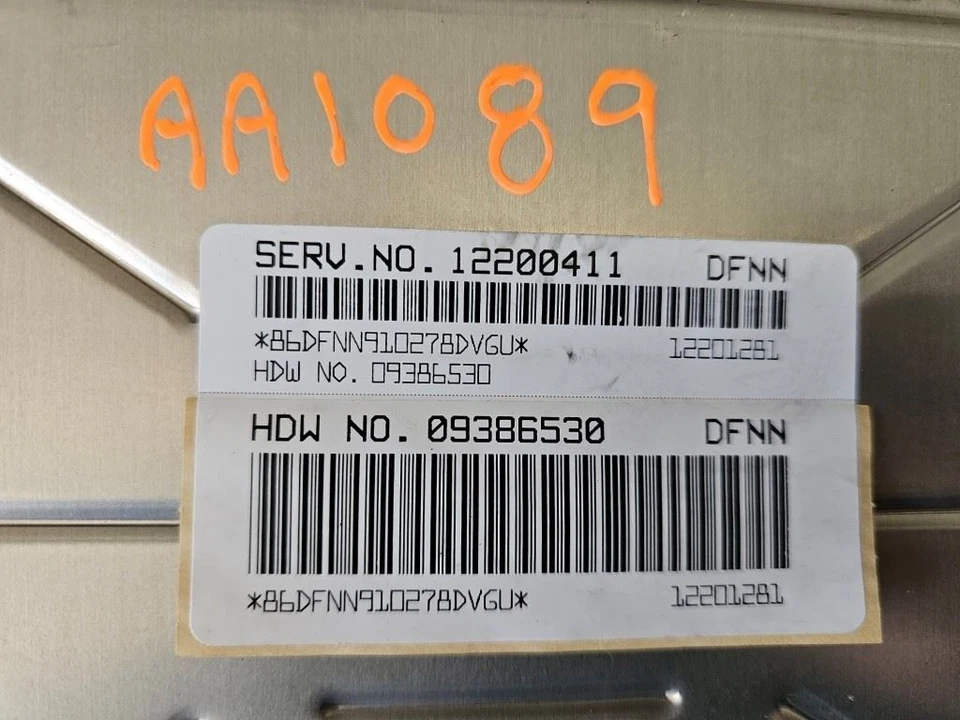 AA1089
SERV.NO. 12200411 DFNN
*86DFNN910278DVGU* 12201281
HDW NO. 09386530
HDW NO. 09386530 DFNN
*86DFNN910278DVGU* 12201281